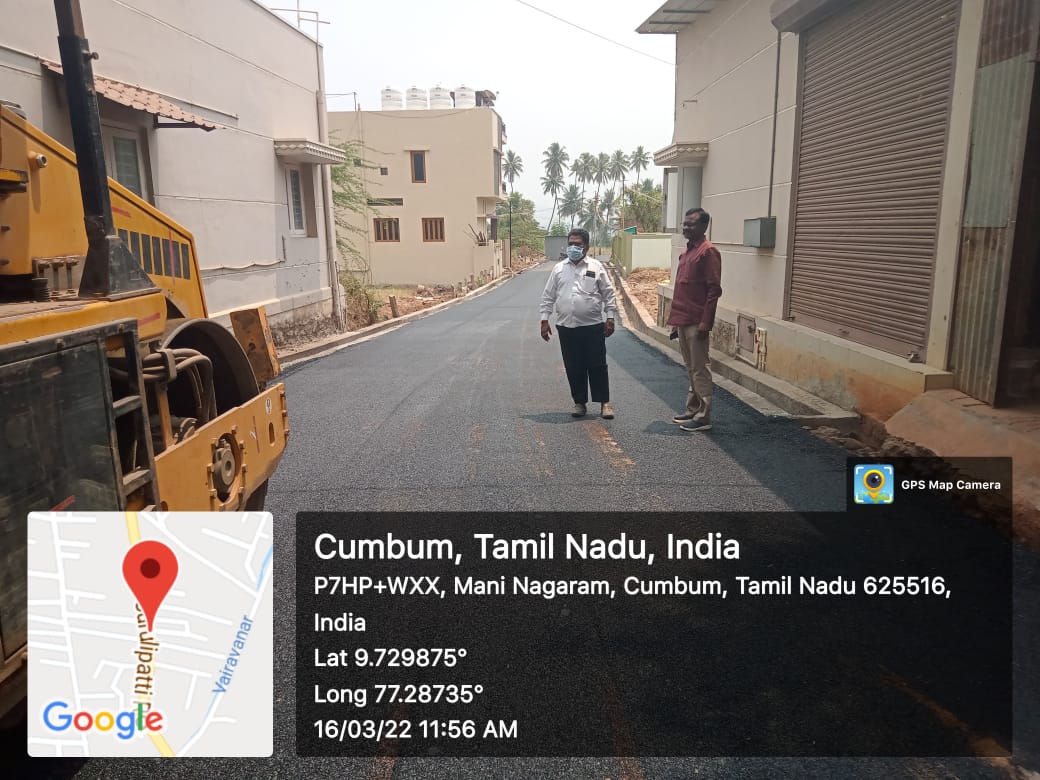 GPS Map Camera
Cumbum, Tamil Nadu, India
P7HP+WXX, Mani Nagaram, Cumbum, Tamil Nadu 625516,
India
Lat 9.729875°
Long 77.28735°
16/03/22 11:56 AM
Vairavanar
Google